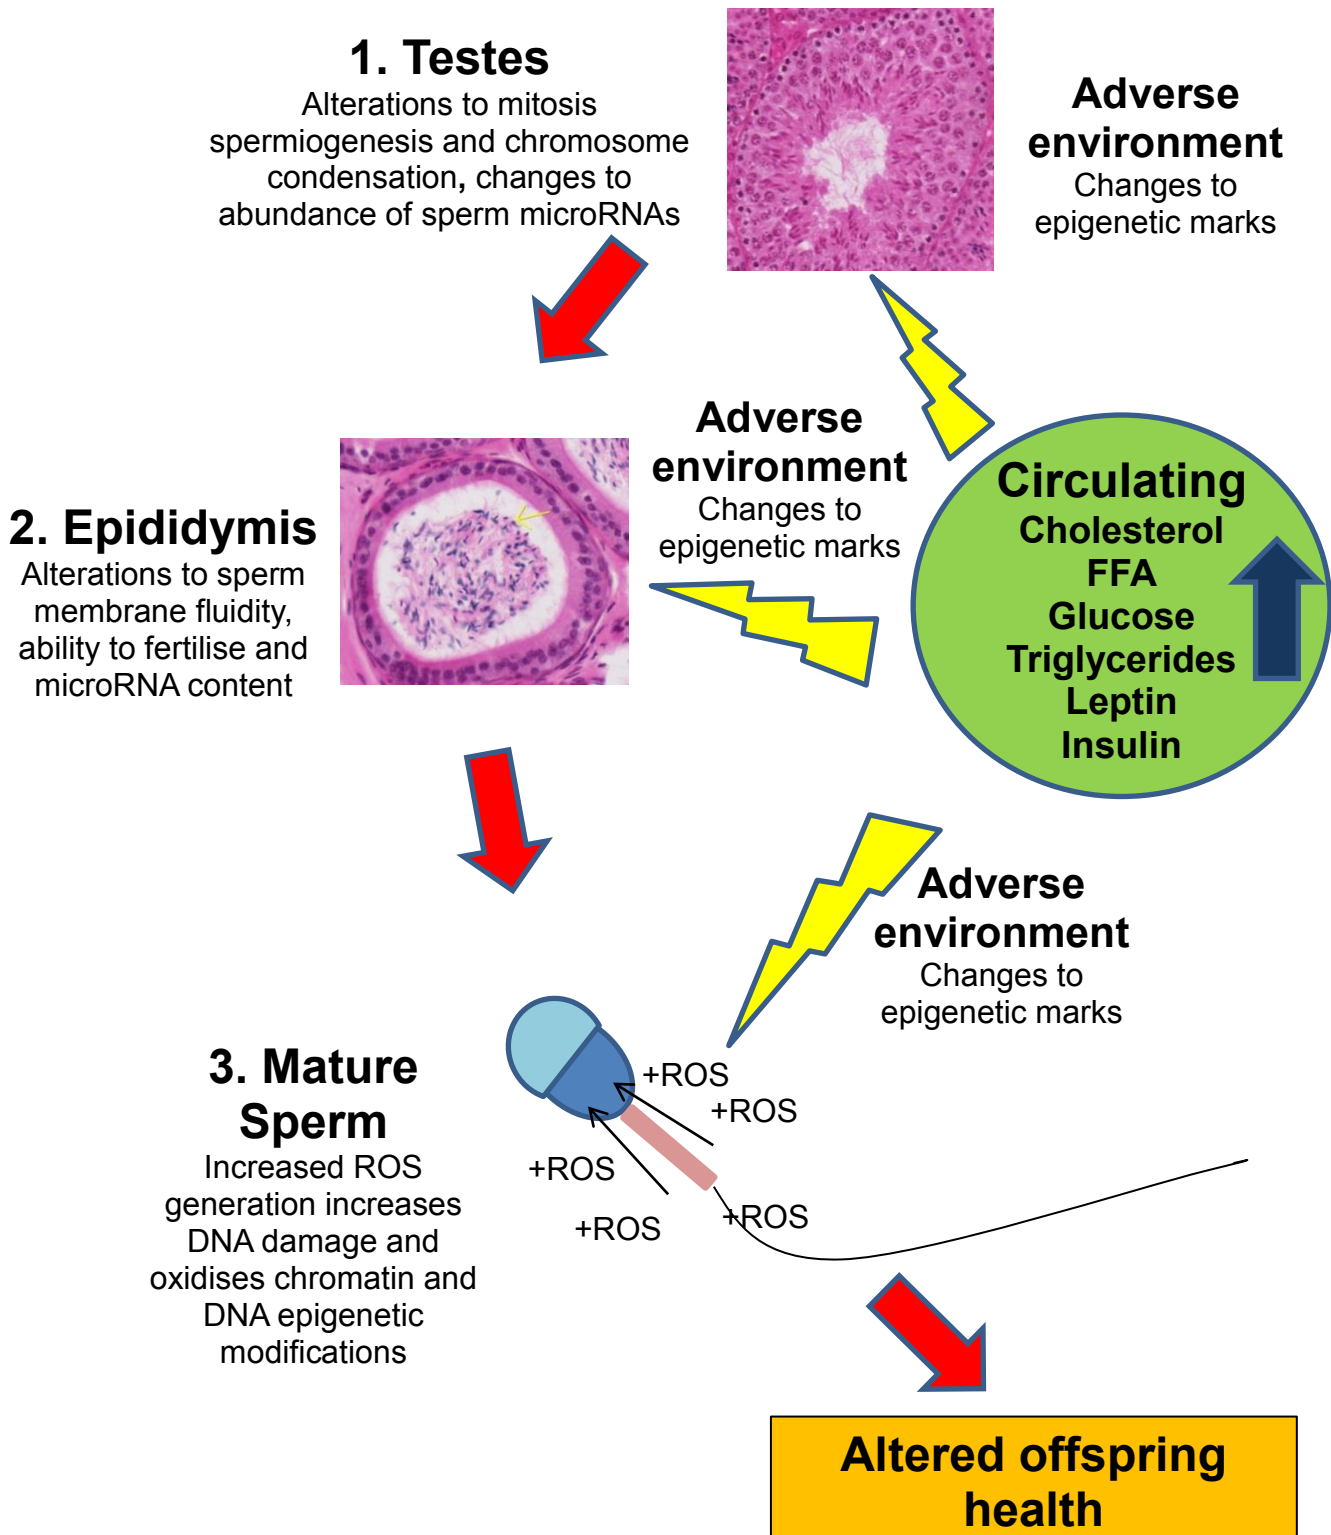 1. Testes
Alterations to mitosis
spermiogenesis and chromosome
condensation, changes to
abundance of sperm microRNAs
Adverse
environment
Changes to
epigenetic marks
Adverse
environment
Changes to
epigenetic marks
2. Epididymis
Alterations to sperm
membrane fluidity,
ability to fertilise and
microRNA content
Circulating
Cholesterol
FFA
Glucose
Triglycerides
Leptin
Insulin
Adverse
environment
Changes to
epigenetic marks
3. Mature
Sperm
Increased ROS
generation increases
DNA damage and
oxidises chromatin and
DNA epigenetic
modifications
+ROS
+ROS
+ROS
+ROS
+ROS
Altered offspring
health